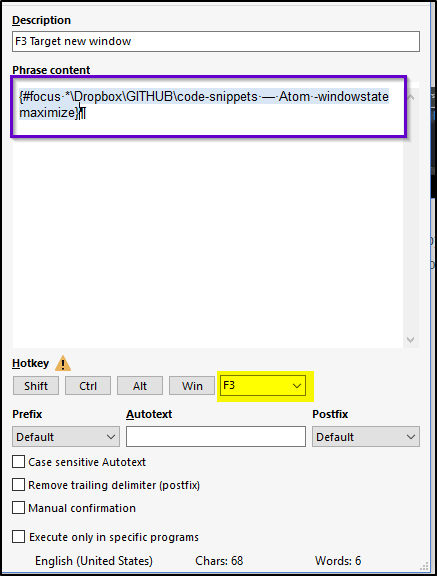 Description
F3 Target new window
Phrase content
{#focus·*\Dropbox\GITHUB\code-snippets·—·Atom·-windowstate
maximize}¶
Hotkey
Shift Ctrl Alt Win F3
Prefix Autotext Postfix
Default Default
Case sensitive Autotext
Remove trailing delimiter (postfix)
Manual confirmation
Execute only in specific programs
English (United States) Chars: 68 Words: 6